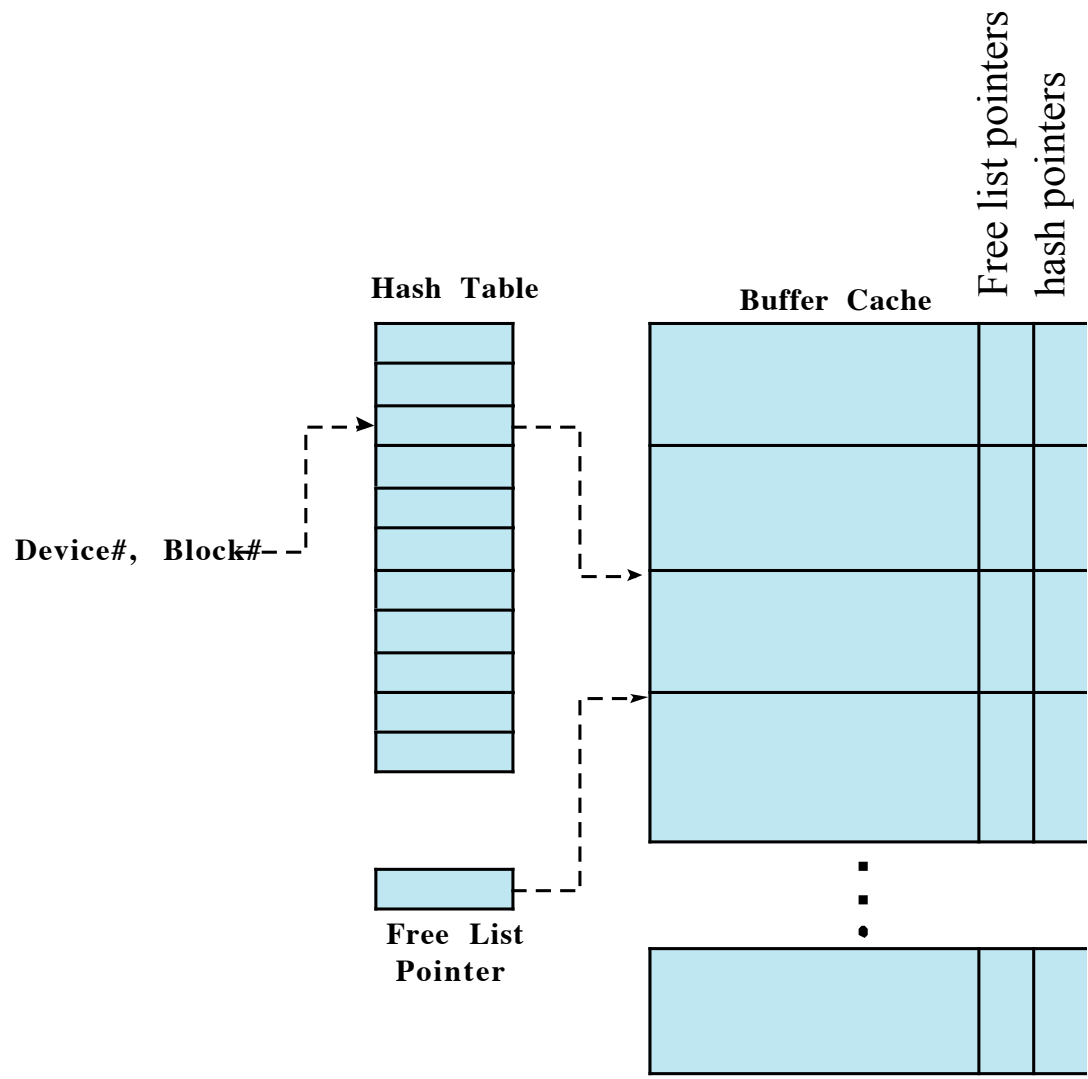 Free list pointers
hash pointers
Hash Table
Buffer Cache
Device#, Block#
Free List
Pointer